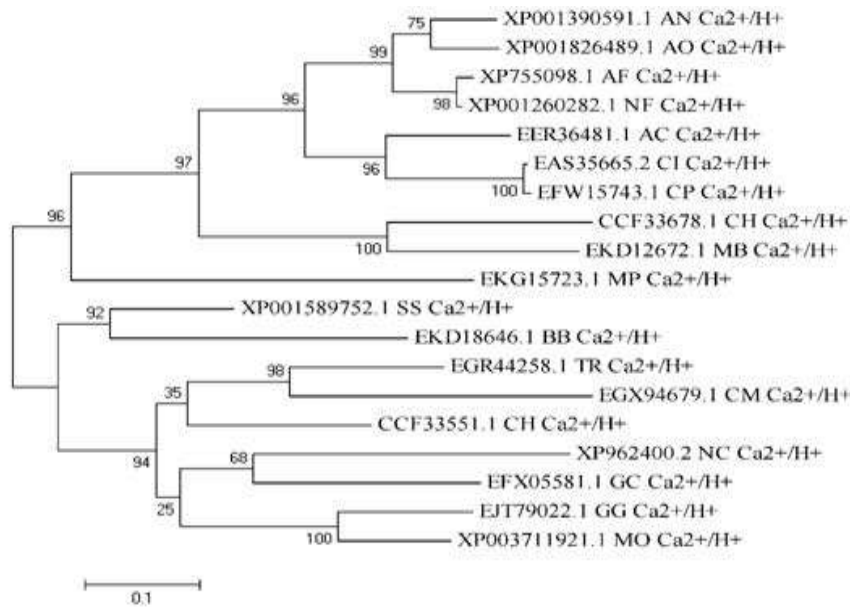 75
XP001390591.1 AN Ca2+/H+
XP001826489.1 AO Ca2+/H+
99
XP755098.1 AF Ca2+/H+
98
XP001260282.1 NF Ca2+/H+
96
EER36481.1 AC Ca2+/H+
96
EAS35665.2 CI Ca2+/H+
100
EFW15743.1 CP Ca2+/H+
97
CCF33678.1 CH Ca2+/H+
100
EKD12672.1 MB Ca2+/H+
96
EKG15723.1 MP Ca2+/H+
92
XP001589752.1 SS Ca2+/H+
EKD18646.1 BB Ca2+/H+
98
EGR44258.1 TR Ca2+/H+
EGX94679.1 CM Ca2+/H+
35
CCF33551.1 CH Ca2+/H+
94
68
XP962400.2 NC Ca2+/H+
EFX05581.1 GC Ca2+/H+
25
EJT79022.1 GG Ca2+/H+
100
XP003711921.1 MO Ca2+/H+
0.1